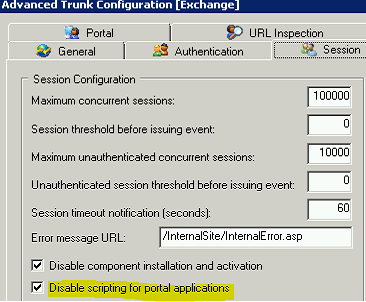 Advanced Trunk Configuration [Exchange]
Portal
URL Inspection
General
Authentication
Session
Session Configuration
Maximum concurrent sessions: 100000
Session threshold before issuing event: 0
Maximum unauthenticated concurrent sessions: 10000
Unauthenticated session threshold before issuing event: 0
Session timeout notification (seconds): 60
Error message URL: /InternalSite/InternalError.asp
Disable component installation and activation
Disable scripting for portal applications